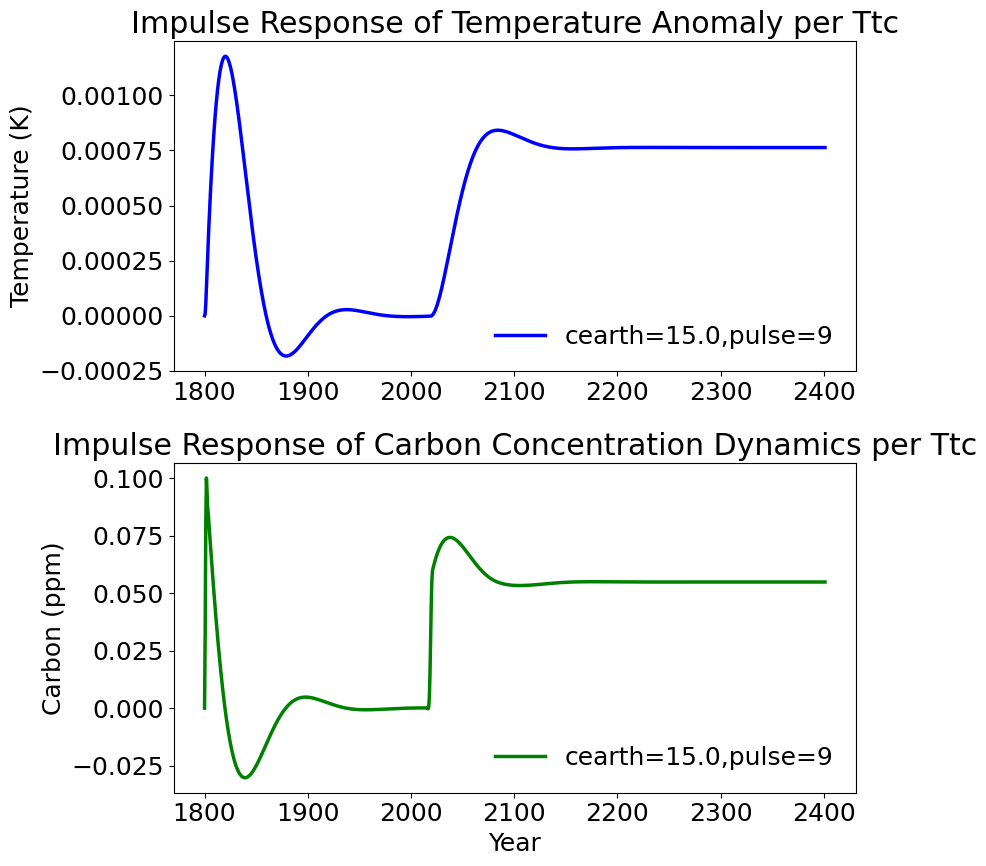 Impulse Response of Temperature Anomaly per Ttc
Temperature (K)
0.00100
0.00075
0.00050
0.00025
0.00000
−0.00025
cearth=15.0,pulse=9
1800 1900 2000 2100 2200 2300 2400
Impulse Response of Carbon Concentration Dynamics per Ttc
Carbon (ppm)
0.100
0.075
0.050
0.025
0.000
−0.025
cearth=15.0,pulse=9
1800 1900 2000 2100 2200 2300 2400
Year